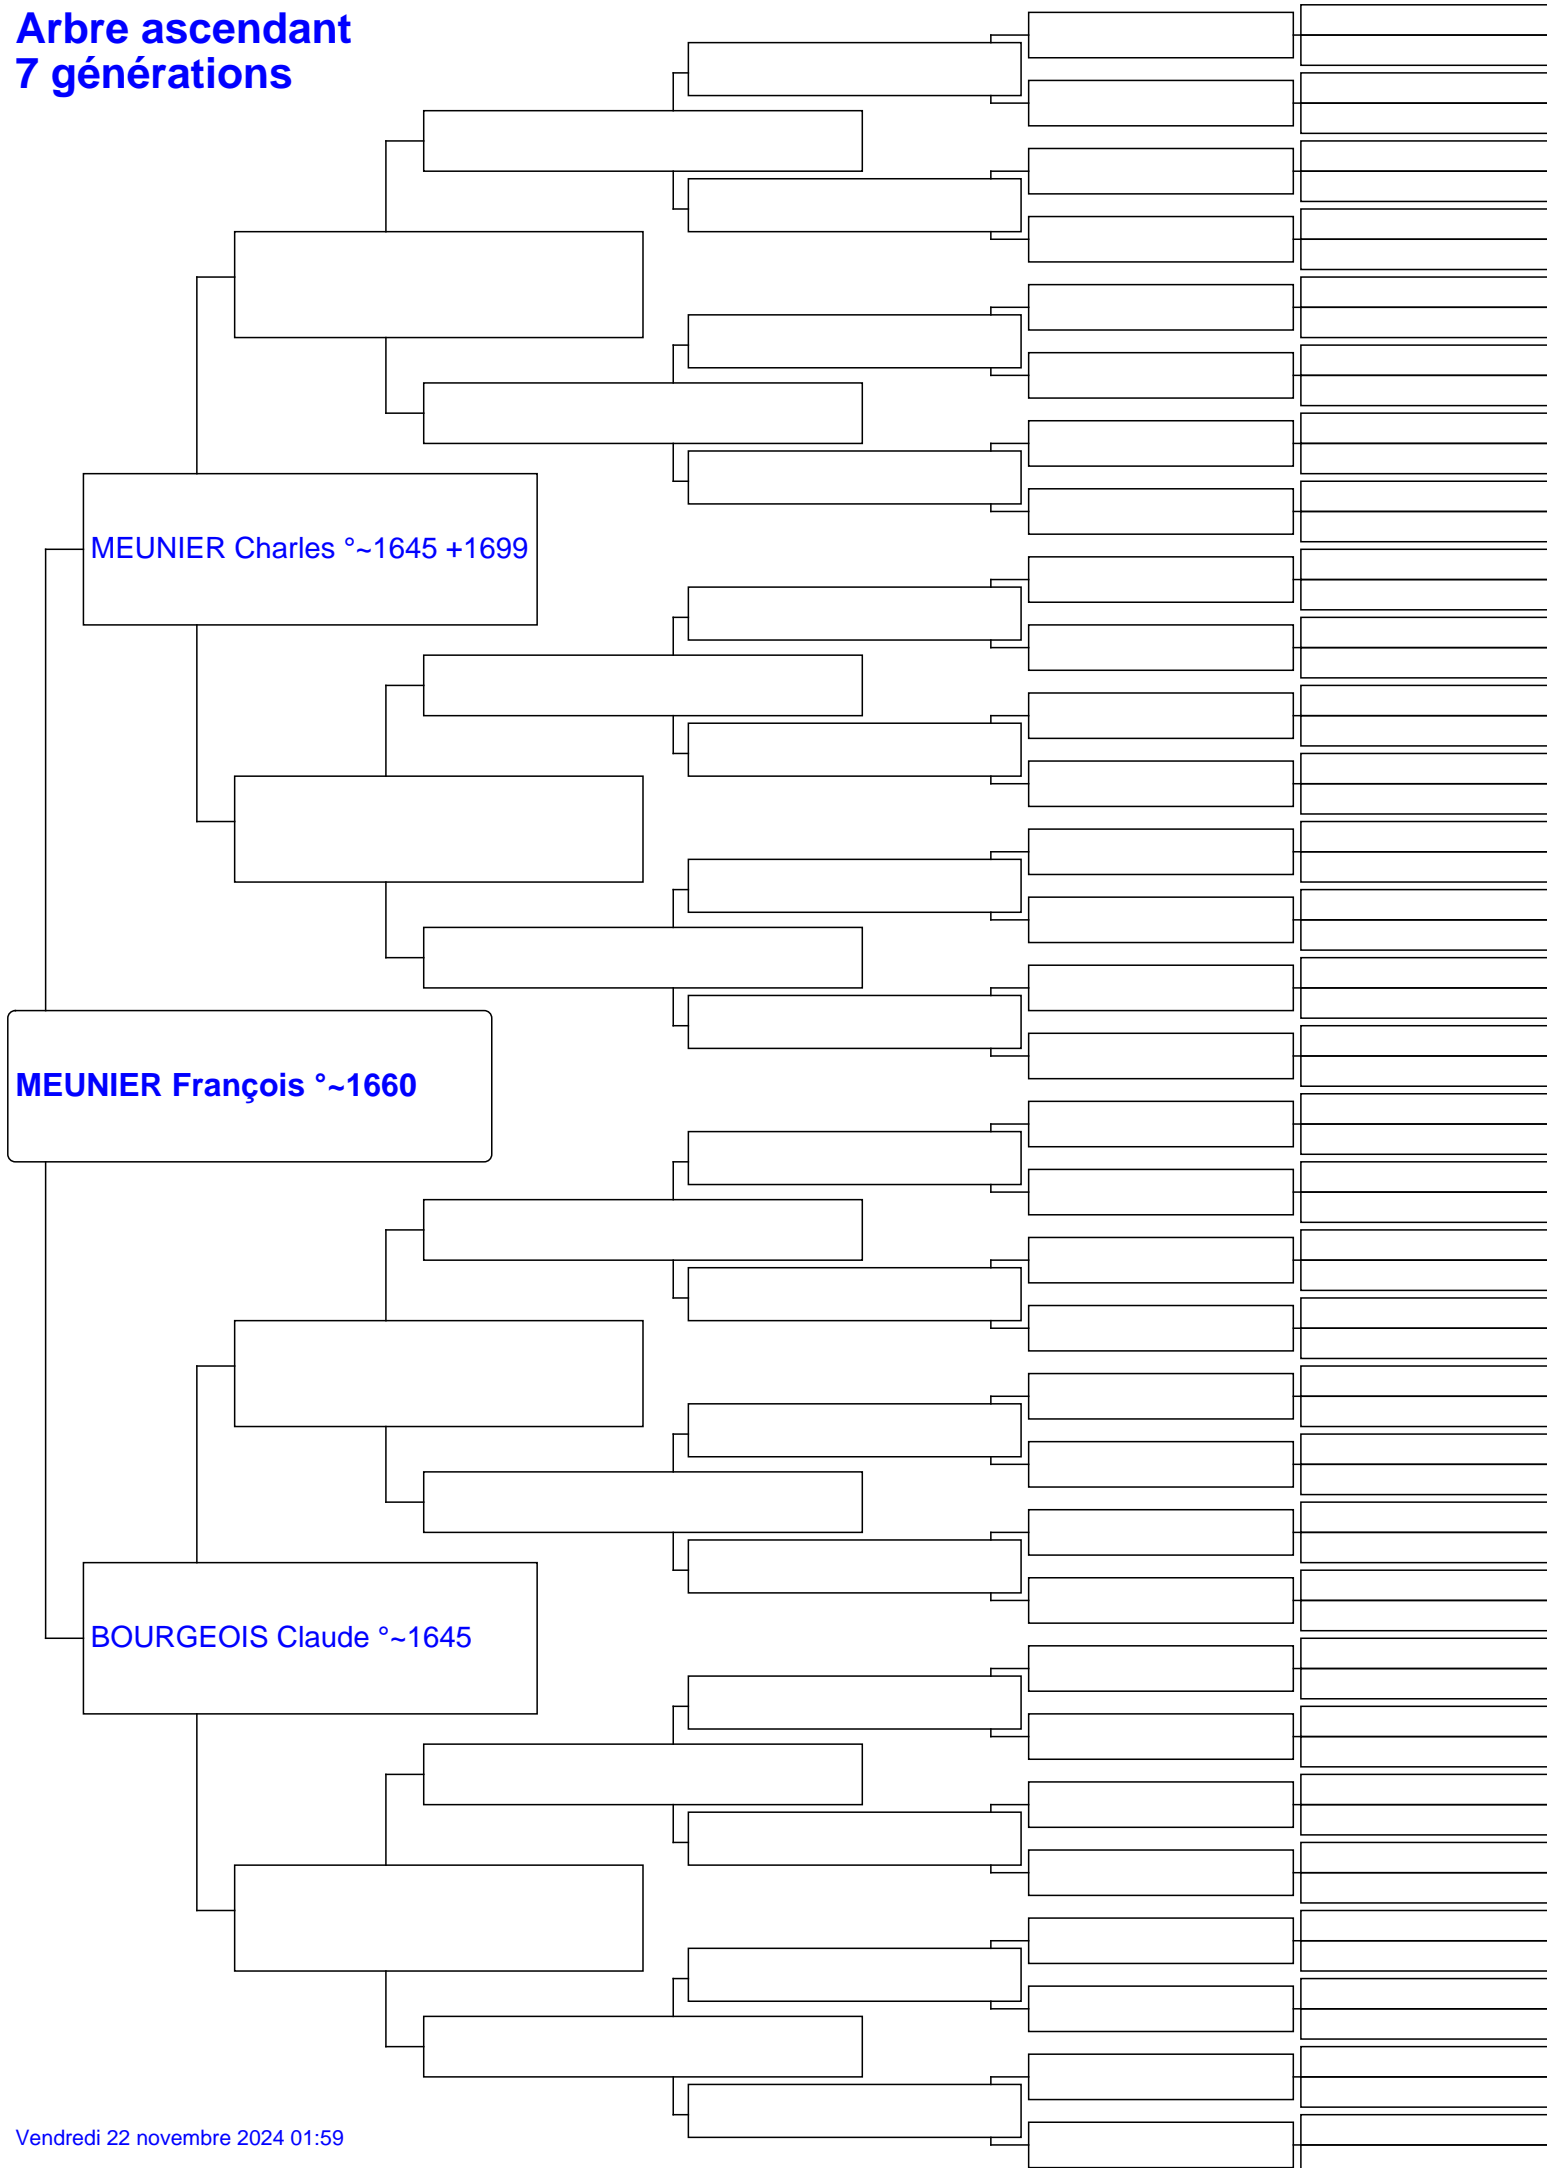 Arbre ascendant
7 générations
MEUNIER Charles °~1645 +1699
MEUNIER François °~1660
BOURGEOIS Claude °~1645
Vendredi 22 novembre 2024 01:59